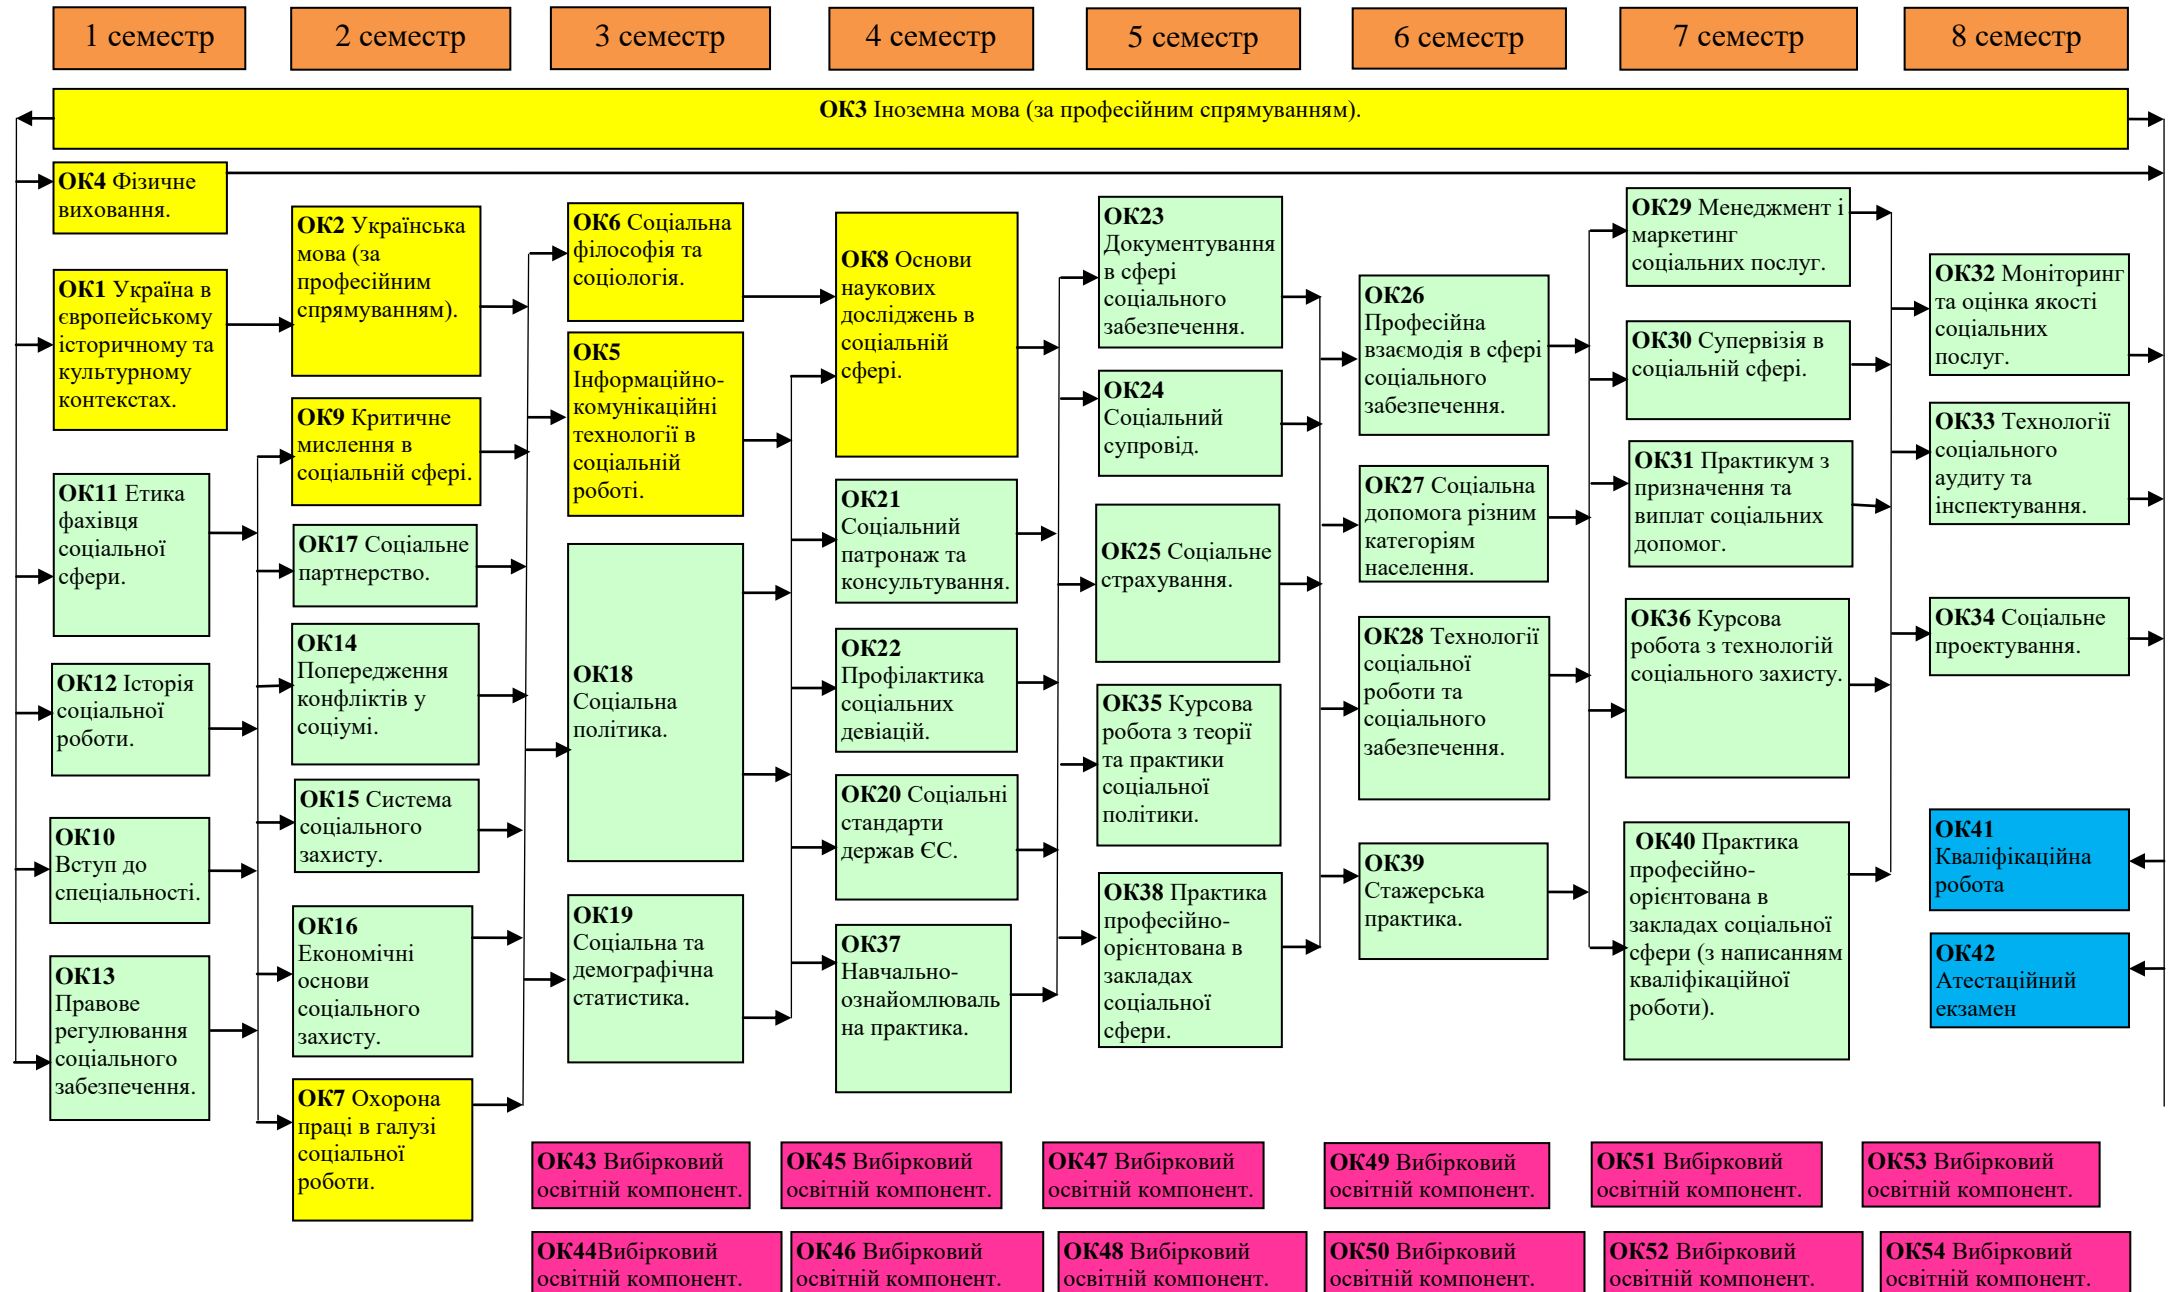 1 семестр
2 семестр
3 семестр
4 семестр
5 семестр
6 семестр
7 семестр
8 семестр
ОК3 Іноземна мова (за професійним спрямуванням).
ОК4 Фізичне
виховання.
ОК1 Україна в
європейському
історичному та
культурному
контекстах.
ОК11 Етика
фахівця
соціальної
сфери.
ОК12 Історія
соціальної
роботи.
ОК10
Вступ до
спеціальності.
ОК13
Правове
регулювання
соціального
забезпечення.
ОК2 Українська
мова (за
професійним
спрямуванням).
ОК9 Критичне
мислення в
соціальній сфері.
ОК17 Соціальне
партнерство.
ОК14
Попередження
конфліктів у
соціумі.
ОК15 Система
соціального
захисту.
ОК16
Економічні
основи
соціального
захисту.
ОК7 Охорона
праці в галузі
соціальної
роботи.
ОК6 Соціальна
філософія та
соціологія.
ОК5
Інформаційно-
комунікаційні
технології в
соціальній
роботі.
ОК18
Соціальна
політика.
ОК19
Соціальна та
демографічна
статистика.
ОК8 Основи
наукових
досліджень в
соціальній
сфері.
ОК21
Соціальний
патронаж та
консультування.
ОК22
Профілактика
соціальних
девіацій.
ОК20 Соціальні
стандарти
держав ЄС.
ОК37
Навчально-
ознайомлюваль
на практика.
ОК23
Документування
в сфері
соціального
забезпечення.
ОК24
Соціальний
супровід.
ОК25 Соціальне
страхування.
ОК35 Курсова
робота з теорії
та практики
соціальної
політики.
ОК38 Практика
професійно-
орієнтована в
закладах
соціальної
сфери.
ОК26
Професійна
взаємодія в сфері
соціального
забезпечення.
ОК27 Соціальна
допомога різним
категоріям
населення.
ОК28 Технології
соціальної
роботи та
соціального
забезпечення.
ОК39
Стажерська
практика.
ОК29 Менеджмент і
маркетинг
соціальних послуг.
ОК30 Супервізія в
соціальній сфері.
ОК31 Практикум з
призначення та
виплат соціальних
допомог.
ОК36 Курсова
робота з технологій
соціального захисту.
ОК40 Практика
професійно-
орієнтована в
закладах соціальної
сфери (з написанням
кваліфікаційної
роботи).
ОК32 Моніторинг
та оцінка якості
соціальних
послуг.
ОК33 Технології
соціального
аудиту та
інспектування.
ОК34 Соціальне
проектування.
ОК41
Кваліфікаційна
робота
ОК42
Атестаційний
екзамен
ОК43 Вибірковий
освітній компонент.
ОК45 Вибірковий
освітній компонент.
ОК47 Вибірковий
освітній компонент.
ОК49 Вибірковий
освітній компонент.
ОК51 Вибірковий
освітній компонент.
ОК53 Вибірковий
освітній компонент.
ОК44Вибірковий
освітній компонент.
ОК46 Вибірковий
освітній компонент.
ОК48 Вибірковий
освітній компонент.
ОК50 Вибірковий
освітній компонент.
ОК52 Вибірковий
освітній компонент.
ОК54 Вибірковий
освітній компонент.